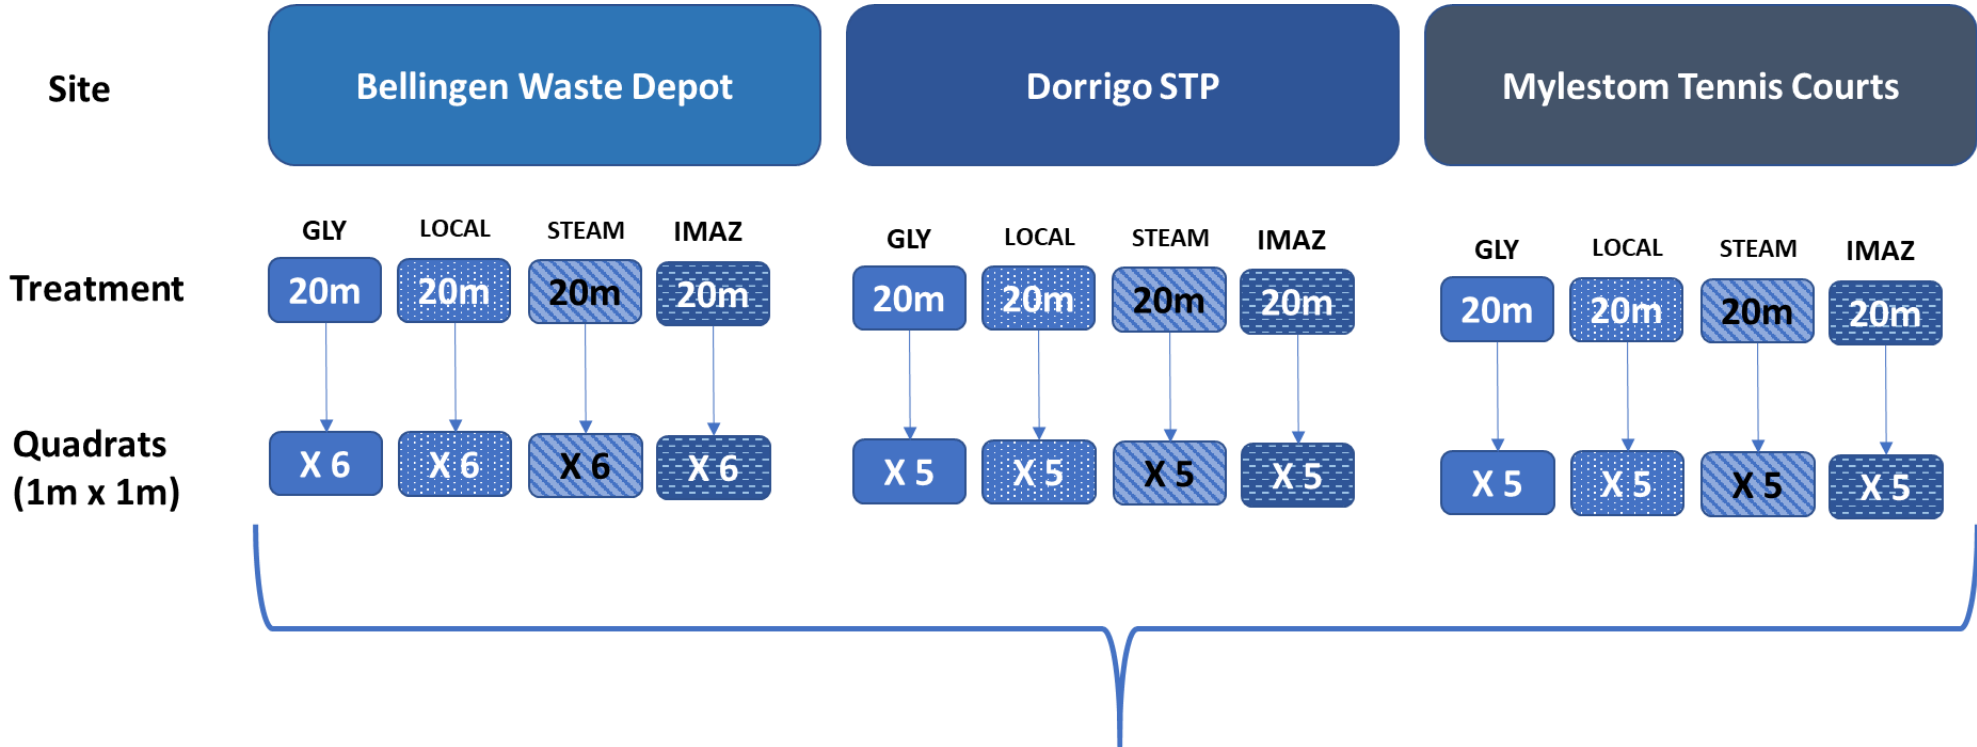 Site
Bellingen Waste Depot
Dorrigo STP
Mylestom Tennis Courts
GLY LOCAL STEAM IMAZ
GLY LOCAL STEAM IMAZ
GLY LOCAL STEAM IMAZ
Treatment
20m 20m 20m 20m
20m 20m 20m 20m
20m 20m 20m 20m
Quadrats
(1m x 1m)
X 6 X 6 X 6 X 6
X 5 X 5 X 5 X 5
X 5 X 5 X 5 X 5